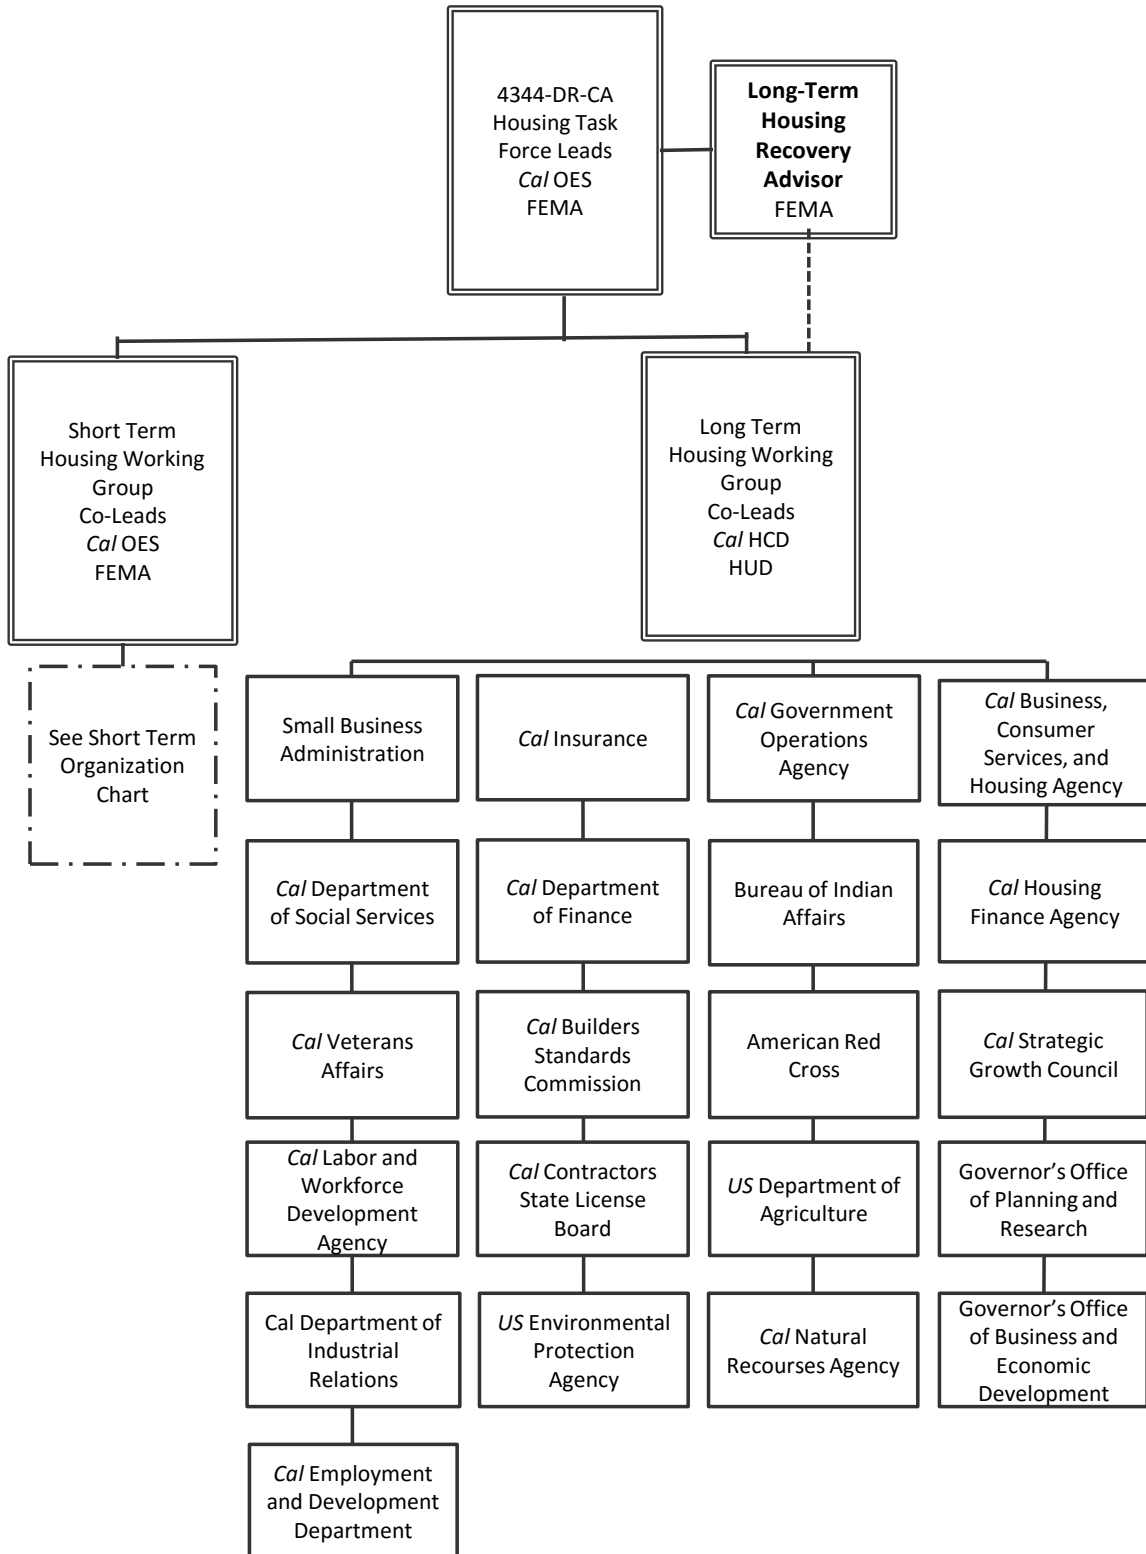 4344-DR-CA
Housing Task
Force Leads
Cal OES
FEMA
Long-Term
Housing
Recovery
Advisor
FEMA
Short Term
Housing Working
Group
Co-Leads
Cal OES
FEMA
Long Term
Housing Working
Group
Co-Leads
Cal HCD
HUD
See Short Term
Organization
Chart
Small Business
Administration
Cal Insurance
Cal Government
Operations
Agency
Cal Business,
Consumer
Services, and
Housing Agency
Cal Department
of Social Services
Cal Department
of Finance
Bureau of Indian
Affairs
Cal Housing
Finance Agency
Cal Veterans
Affairs
Cal Builders
Standards
Commission
American Red
Cross
Cal Strategic
Growth Council
Cal Labor and
Workforce
Development
Agency
Cal Contractors
State License
Board
US Department of
Agriculture
Governor’s Office
of Planning and
Research
Cal Department of
Industrial
Relations
US Environmental
Protection
Agency
Cal Natural
Recourses Agency
Governor’s Office
of Business and
Economic
Development
Cal Employment
and Development
Department